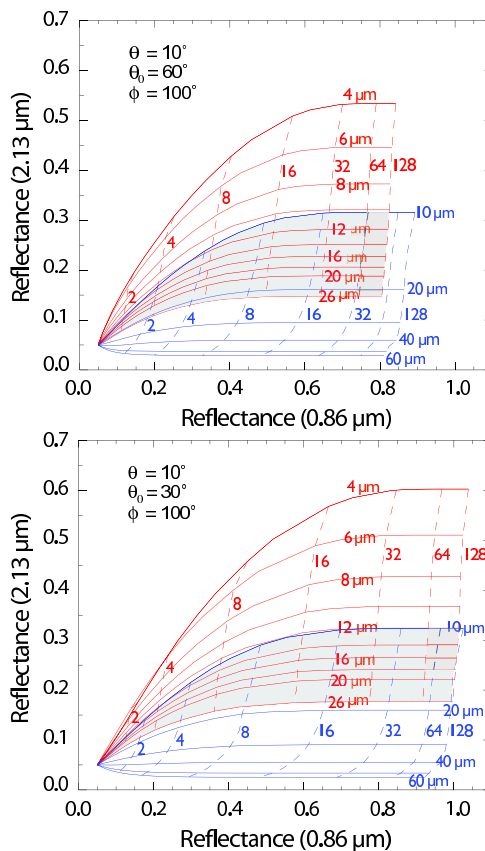 0.7
θ = 10°
θ0 = 60°
ϕ = 100°
0.6
4 µm
0.5
6 µm
16 32 64 128
8
8 µm
0.4
4
10 µm
0.3
12 µm
16 µm
0.2
20 µm
20 µm
2
26 µm
2 4 8 16 32 128
0.1
40 µm
60 µm
0.0
0.0 0.2 0.4 0.6 0.8 1.0
Reflectance (2.13 µm)
Reflectance (0.86 µm)
0.7
θ = 10°
θ0 = 30°
ϕ = 100°
4 µm
0.6
6 µm
0.5
16 32 64 128
8 µm
0.4
8
12 µm
10 µm
0.3
4
16 µm
20 µm
0.2
26 µm
2
20 µm
2 4 8 16 32 64 128
0.1
40 µm
60 µm
0.0
0.0 0.2 0.4 0.6 0.8 1.0
Reflectance (2.13 µm)
Reflectance (0.86 µm)